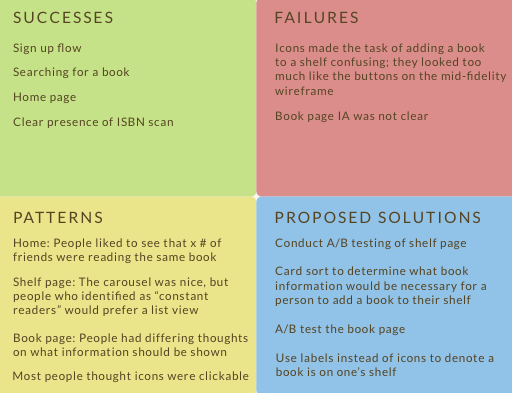 SUCCESSES
Sign up flow
Searching for a book
Home page
Clear presence of ISBN scan
FAILURES
Icons made the task of adding a book
to a shelf confusing; they looked too
much like the buttons on the mid-fidelity
wireframe
Book page IA was not clear
PATTERNS
Home: People liked to see that x # of
friends were reading the same book
Shelf page: The carousel was nice, but
people who identified as “constant
readers” would prefer a list view
Book page: People had differing thoughts
on what information should be shown
Most people thought icons were clickable
PROPOSED SOLUTIONS
Conduct A/B testing of shelf page
Card sort to determine what book
information would be necessary for a
person to add a book to their shelf
A/B test the book page
Use labels instead of icons to denote a
book is on one’s shelf